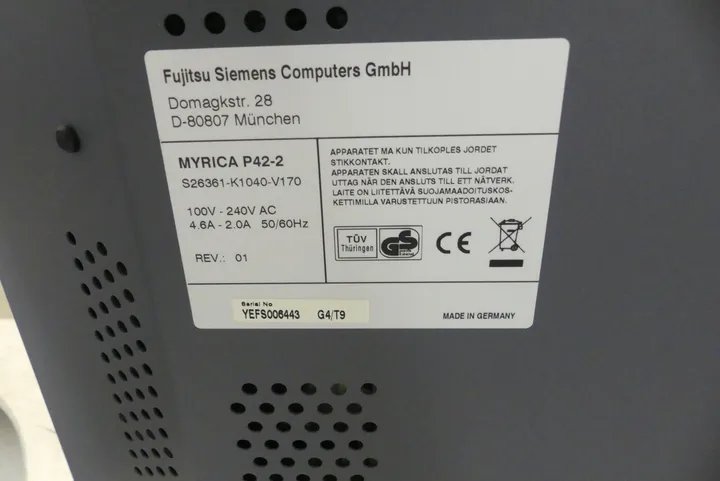 Fujitsu Siemens Computers GmbH
Domagkstr. 28
D-80807 München
MYRICA P42-2
S26361-K1040-V170
100V - 240V AC
4.6A - 2.0A 50/60Hz
REV.: 01
APPARATET MA KUN TILKOPLES JORDET
STIKKONTAKT.
APPARATEN SKALL ANSLUTAS TILL JORDAT
UTTAG NÄR DEN ANSLUTS TILL ETT NÄTVERK.
LAITE ON LIITETTÄVÄ SUOJAMAADOITUSKOS-
KETTIMILLA VARUSTETTUUN PISTORASIAAN.
TÜV
Thüringen
GS
CE
Serial No
YEFS006443 G4/T9
MADE IN GERMANY